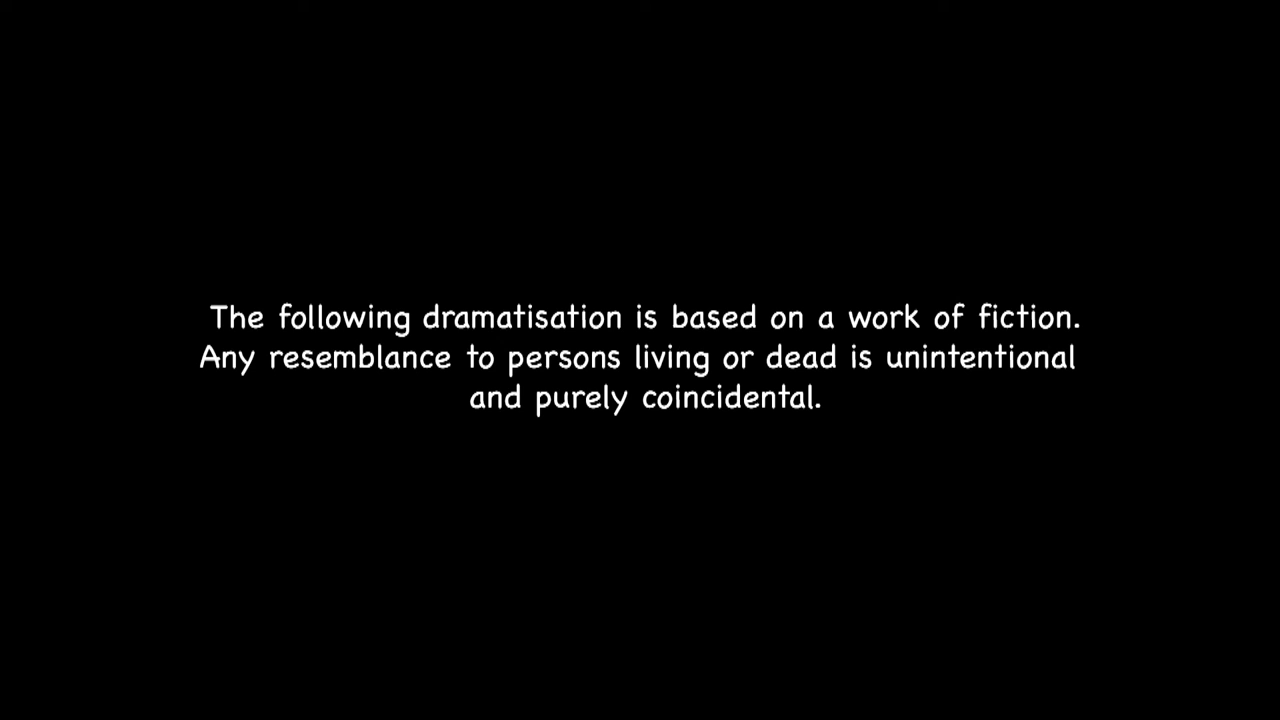 The following dramatisation is based on a work of fiction.
Any resemblance to persons living or dead is unintentional
and purely coincidental.